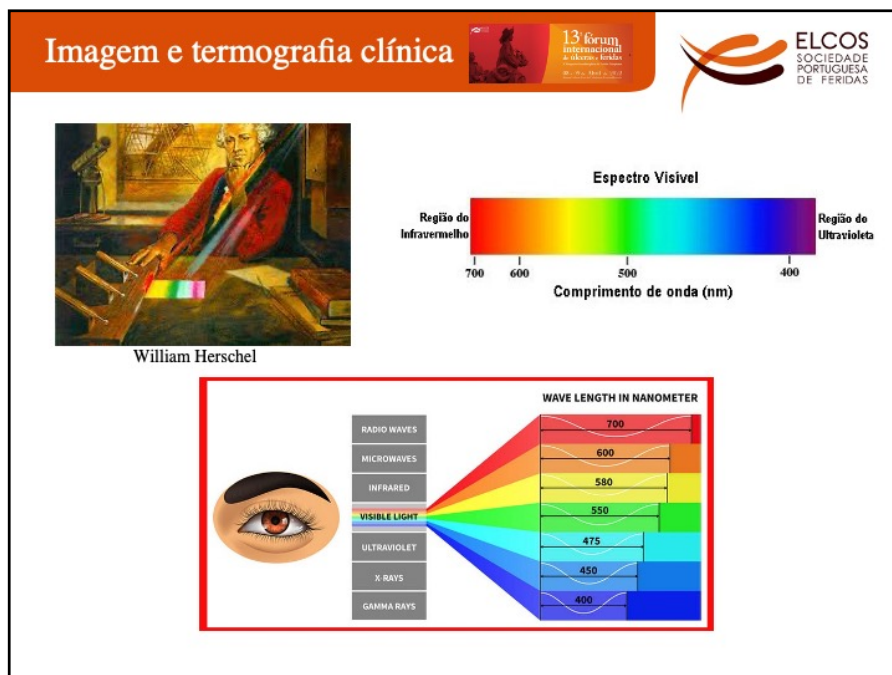 Imagem e termografia clínica
13º fórum
internacional
de úlceras e feridas
ELCOS
SOCIEDADE
PORTUGUESA
DE FERIDAS
William Herschel
Espectro Visivel
Região do
Infravermelho
Região do
Ultravioleta
700 600 500 400
Comprimento de onda (nm)
WAVE LENGTH IN NANOMETER
RADIO WAVES
MICROWAVES
INFRARED
VISIBLE LIGHT
ULTRAVIOLET
X-RAYS
GAMMA RAYS
700
600
580
550
475
450
400